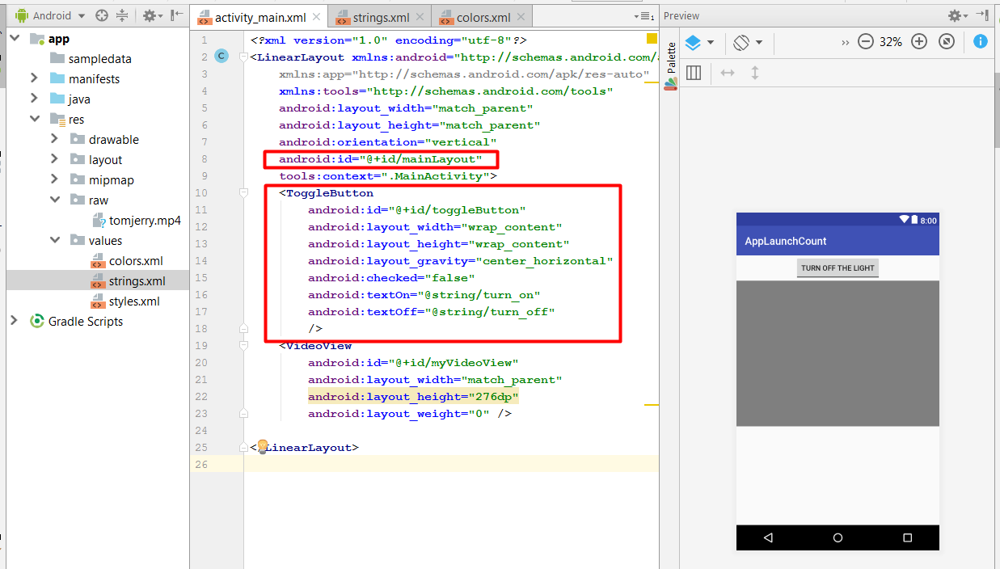 Android
app
sampledata
manifests
java
res
drawable
layout
mipmap
raw
tomjerry.mp4
values
colors.xml
strings.xml
styles.xml
Gradle Scripts
activity_main.xml
strings.xml
colors.xml
1 <?xml version="1.0" encoding="utf-8"?>
2 <LinearLayout xmlns:android="http://schemas.android.com/
3 xmlns:app="http://schemas.android.com/apk/res-auto"
4 xmlns:tools="http://schemas.android.com/tools"
5 android:layout_width="match_parent"
6 android:layout_height="match_parent"
7 android:orientation="vertical"
8 android:id="@+id/mainLayout"
9 tools:context=".MainActivity">
10 <ToggleButton
11 android:id="@+id/toggleButton"
12 android:layout_width="wrap_content"
13 android:layout_height="wrap_content"
14 android:layout_gravity="center_horizontal"
15 android:checked="false"
16 android:textOn="@string/turn_on"
17 android:textOff="@string/turn_off"
18 />
19 <VideoView
20 android:id="@+id/myVideoView"
21 android:layout_width="match_parent"
22 android:layout_height="276dp"
23 android:layout_weight="0" />
24
25 </LinearLayout>
26
C
1
Preview
Palette
32%
8:00
AppLaunchCount
TURN OFF THE LIGHT